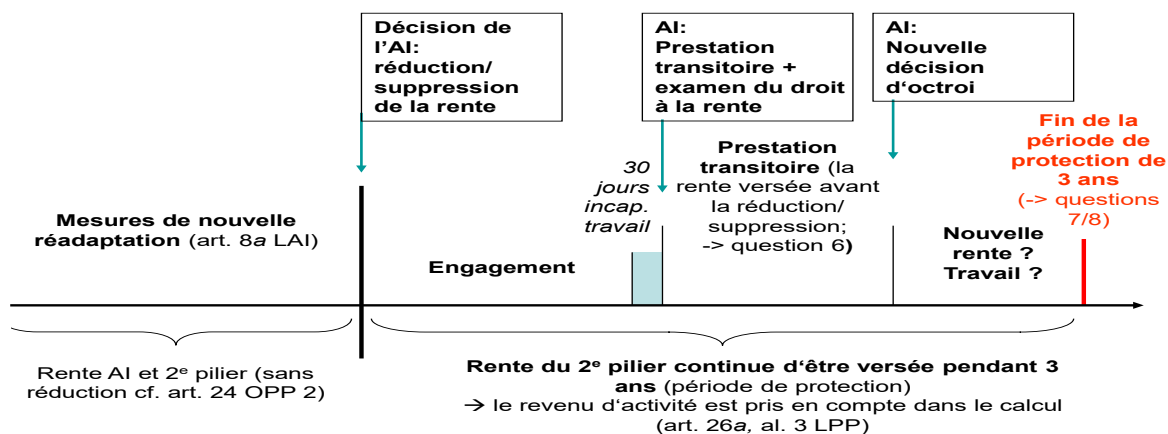 Décision de
l'AI:
réduction/
suppression
de la rente
AI:
Prestation
transitoire +
examen du droit
à la rente
AI:
Nouvelle
décision
d'octroi
Fin de la
période de
protection de
3 ans
(-> questions
7/8)
Mesures de nouvelle
réadaptation (art. 8a LAI)
Engagement
30
jours
incap.
travail
Prestation
transitoire (la
rente versée avant
la réduction/
suppression;
-> question 6)
Nouvelle
rente ?
Travail ?
Rente AI et 2e pilier (sans
réduction cf. art. 24 OPP 2)
Rente du 2e pilier continue d'être versée pendant 3
ans (période de protection)
→ le revenu d'activité est pris en compte dans le calcul
(art. 26a, al. 3 LPP)